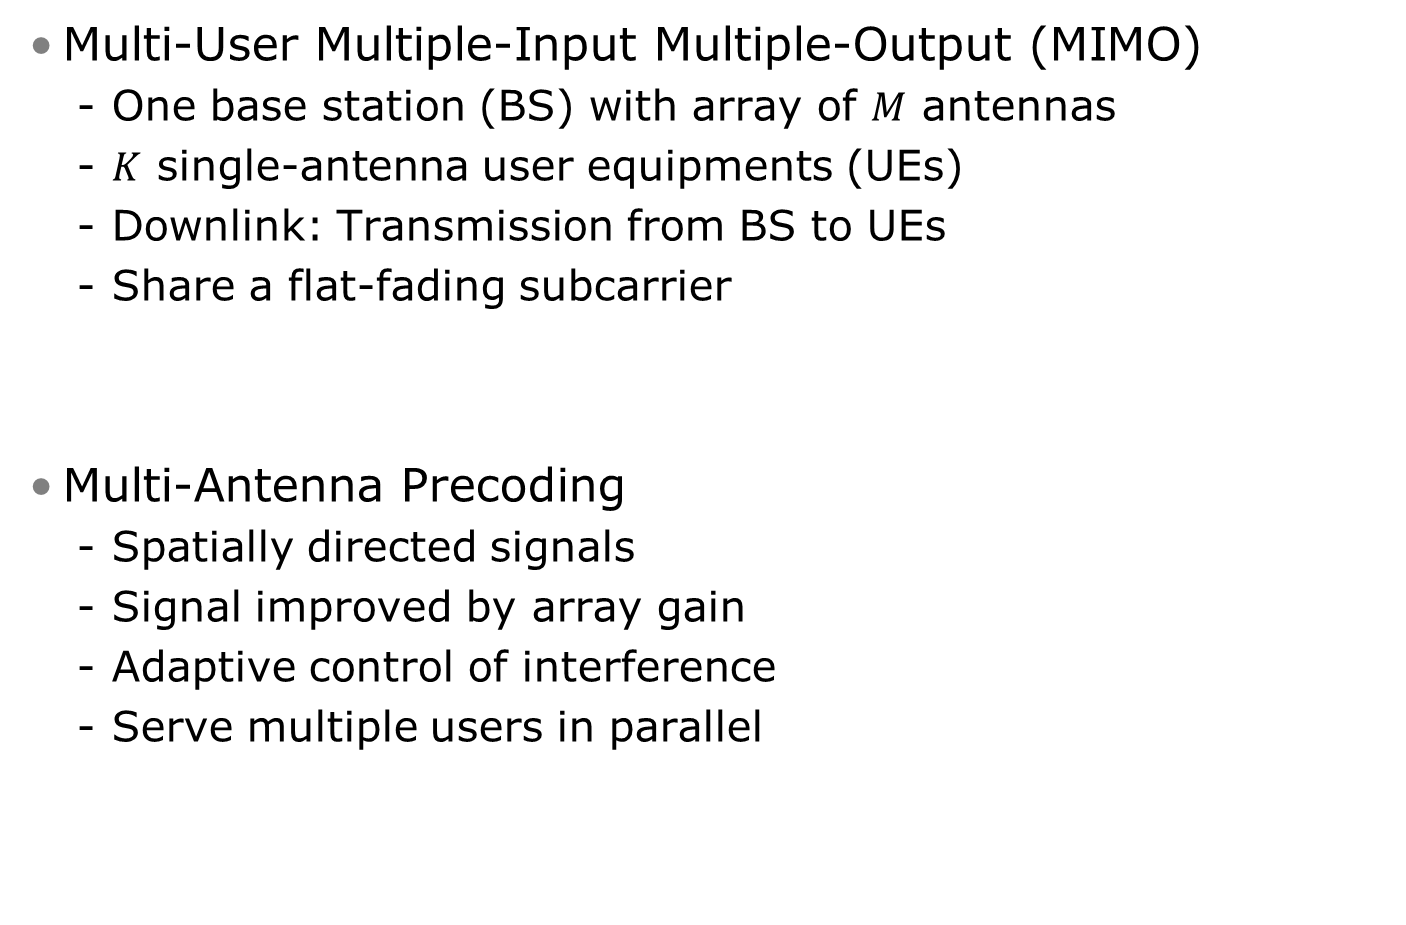 • Multi-User Multiple-Input Multiple-Output (MIMO)
- One base station (BS) with array of M antennas
- K single-antenna user equipments (UEs)
- Downlink: Transmission from BS to UEs
- Share a flat-fading subcarrier
• Multi-Antenna Precoding
- Spatially directed signals
- Signal improved by array gain
- Adaptive control of interference
- Serve multiple users in parallel